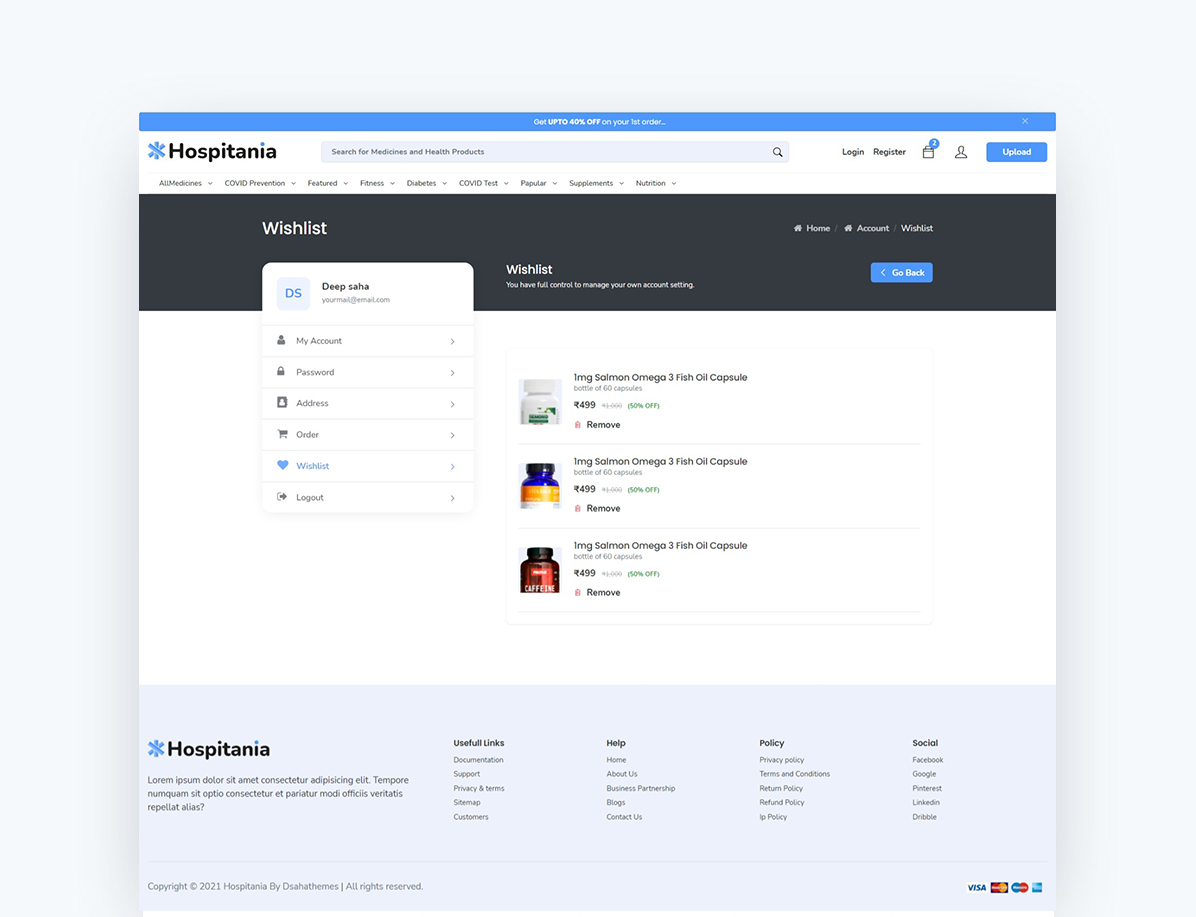 Get UPTO 40% OFF on your 1st order...
Hospitania
Search for Medicines and Health Products
Login Register 2 Upload
AllMedicines COVID Prevention Featured Fitness Diabetes COVID Test Papular Supplements Nutrition
Wishlist
Home / Account / Wishlist
DS
Deep saha
yourmail@email.com
My Account
Password
Address
Order
Wishlist
Logout
Wishlist
You have full control to manage your own account setting.
Go Back
1mg Salmon Omega 3 Fish Oil Capsule
bottle of 60 capsules
₹499 ₹1,000 (50% OFF)
Remove
1mg Salmon Omega 3 Fish Oil Capsule
bottle of 60 capsules
₹499 ₹1,000 (50% OFF)
Remove
CAFFEINE
1mg Salmon Omega 3 Fish Oil Capsule
bottle of 60 capsules
₹499 ₹1,000 (50% OFF)
Remove
Hospitania
Lorem ipsum dolor sit amet consectetur adipisicing elit. Tempore
numquam sit optio consectetur et pariatur modi officiis veritatis
repellat alias?
Usefull Links
Documentation
Support
Privacy & terms
Sitemap
Customers
Help
Home
About Us
Business Partnership
Blogs
Contact Us
Policy
Privacy policy
Terms and Conditions
Return Policy
Refund Policy
Ip Policy
Social
Facebook
Google
Pinterest
Linkedin
Dribble
Copyright © 2021 Hospitania By Dsahathemes | All rights reserved.
VISA